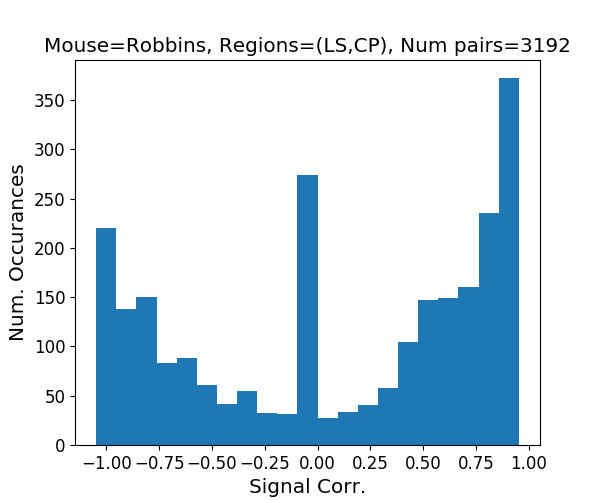 Mouse=Robbins, Regions=(LS,CP), Num pairs=3192
350
300
250
200
150
100
50
0
Num. Occurances
−1.00 −0.75 −0.50 −0.25 0.00 0.25 0.50 0.75 1.00
Signal Corr.